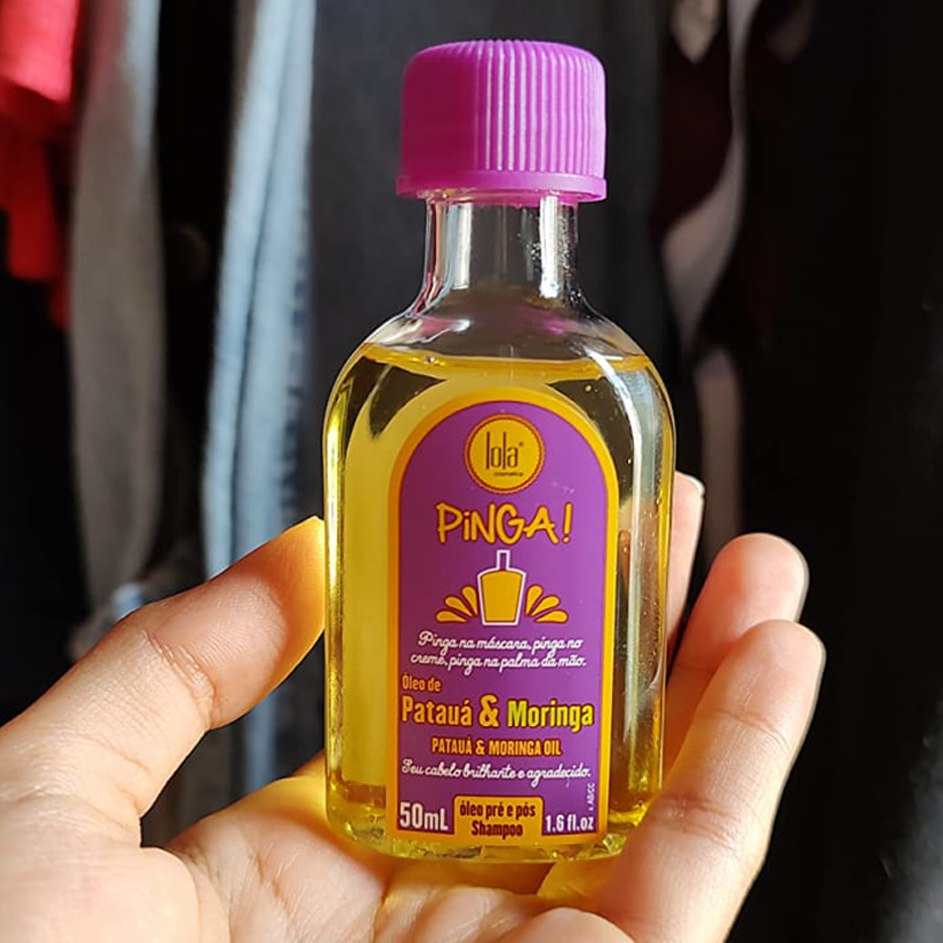 lola®
cosmetics
PiNGA!
Pinga na máscara, pinga no
creme, pinga na palma da mão.
Óleo de
Patauá & Moringa
PATAUÁ & MORINGA OIL
Seu cabelo brilhante e agradecido.
50mL
óleo pré e pós
Shampoo
1.6 fl.oz